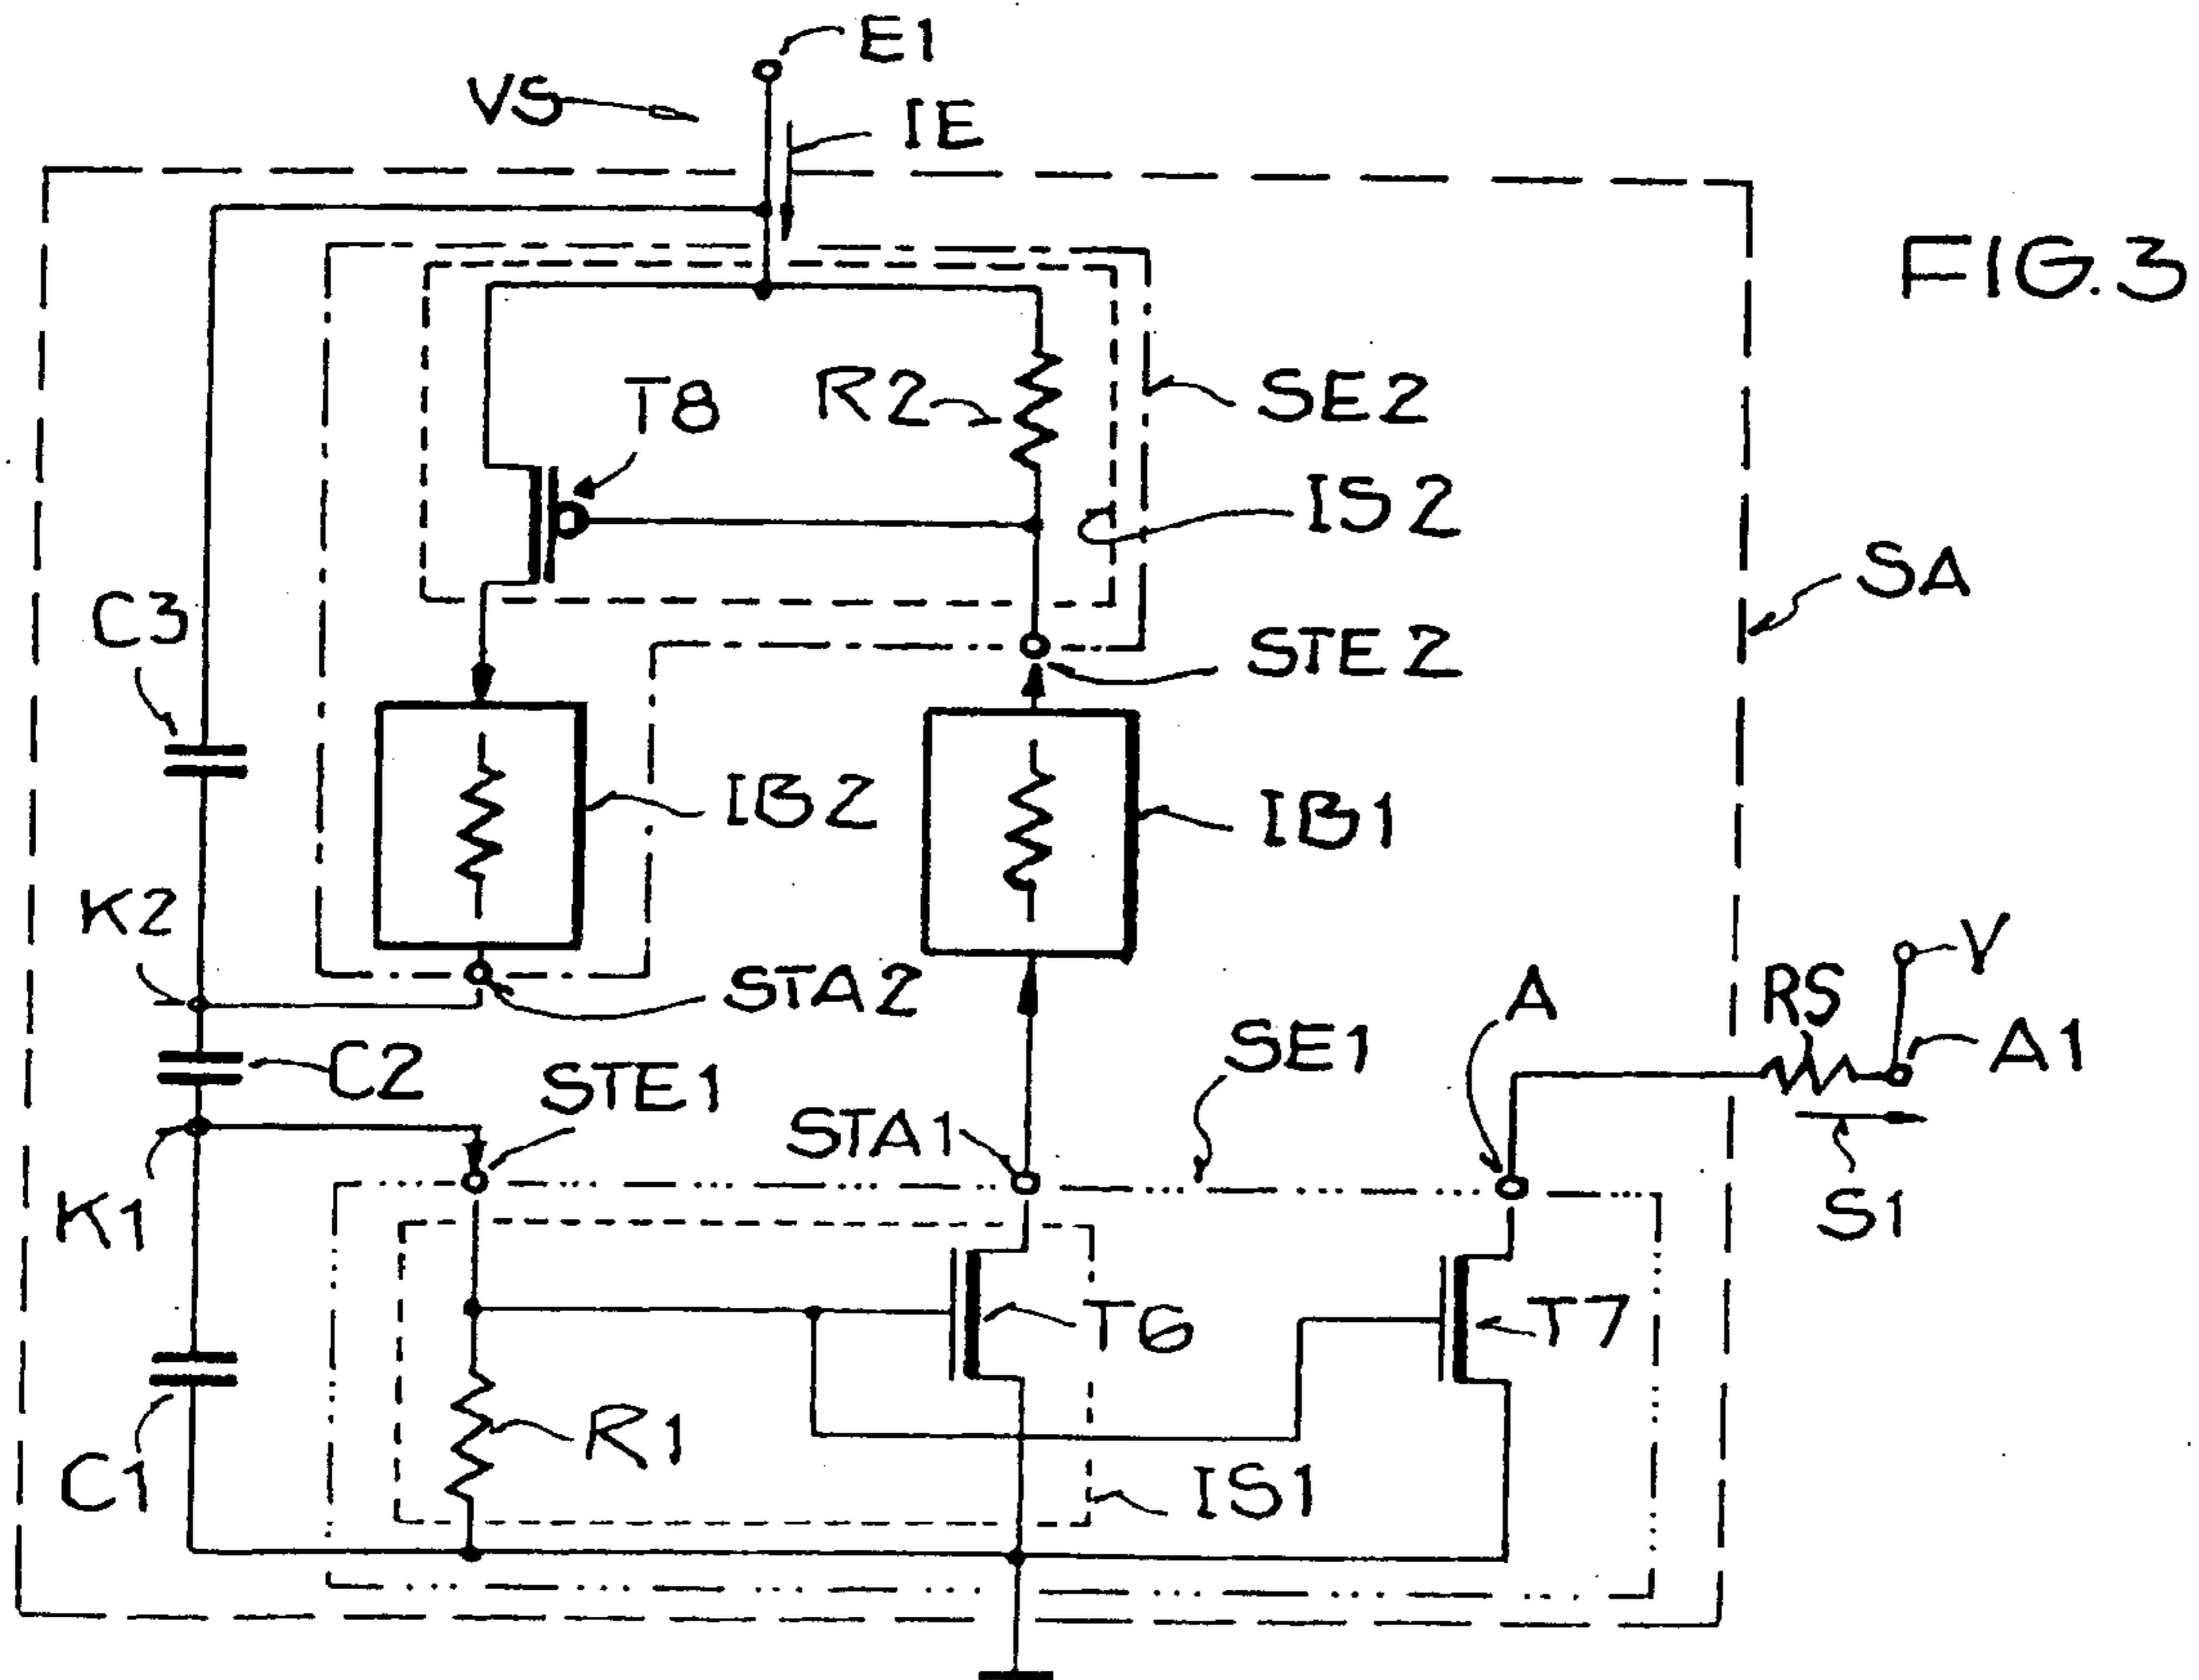 E1
VS
IE
FIG.3
T8
R2
SE2
IS2
SA
C3
STE2
IB2
IB1
K2
STA2
V
RS
A
A1
SE1
C2
STE1
STA1
K1
S1
T6
T7
R1
C1
IS1